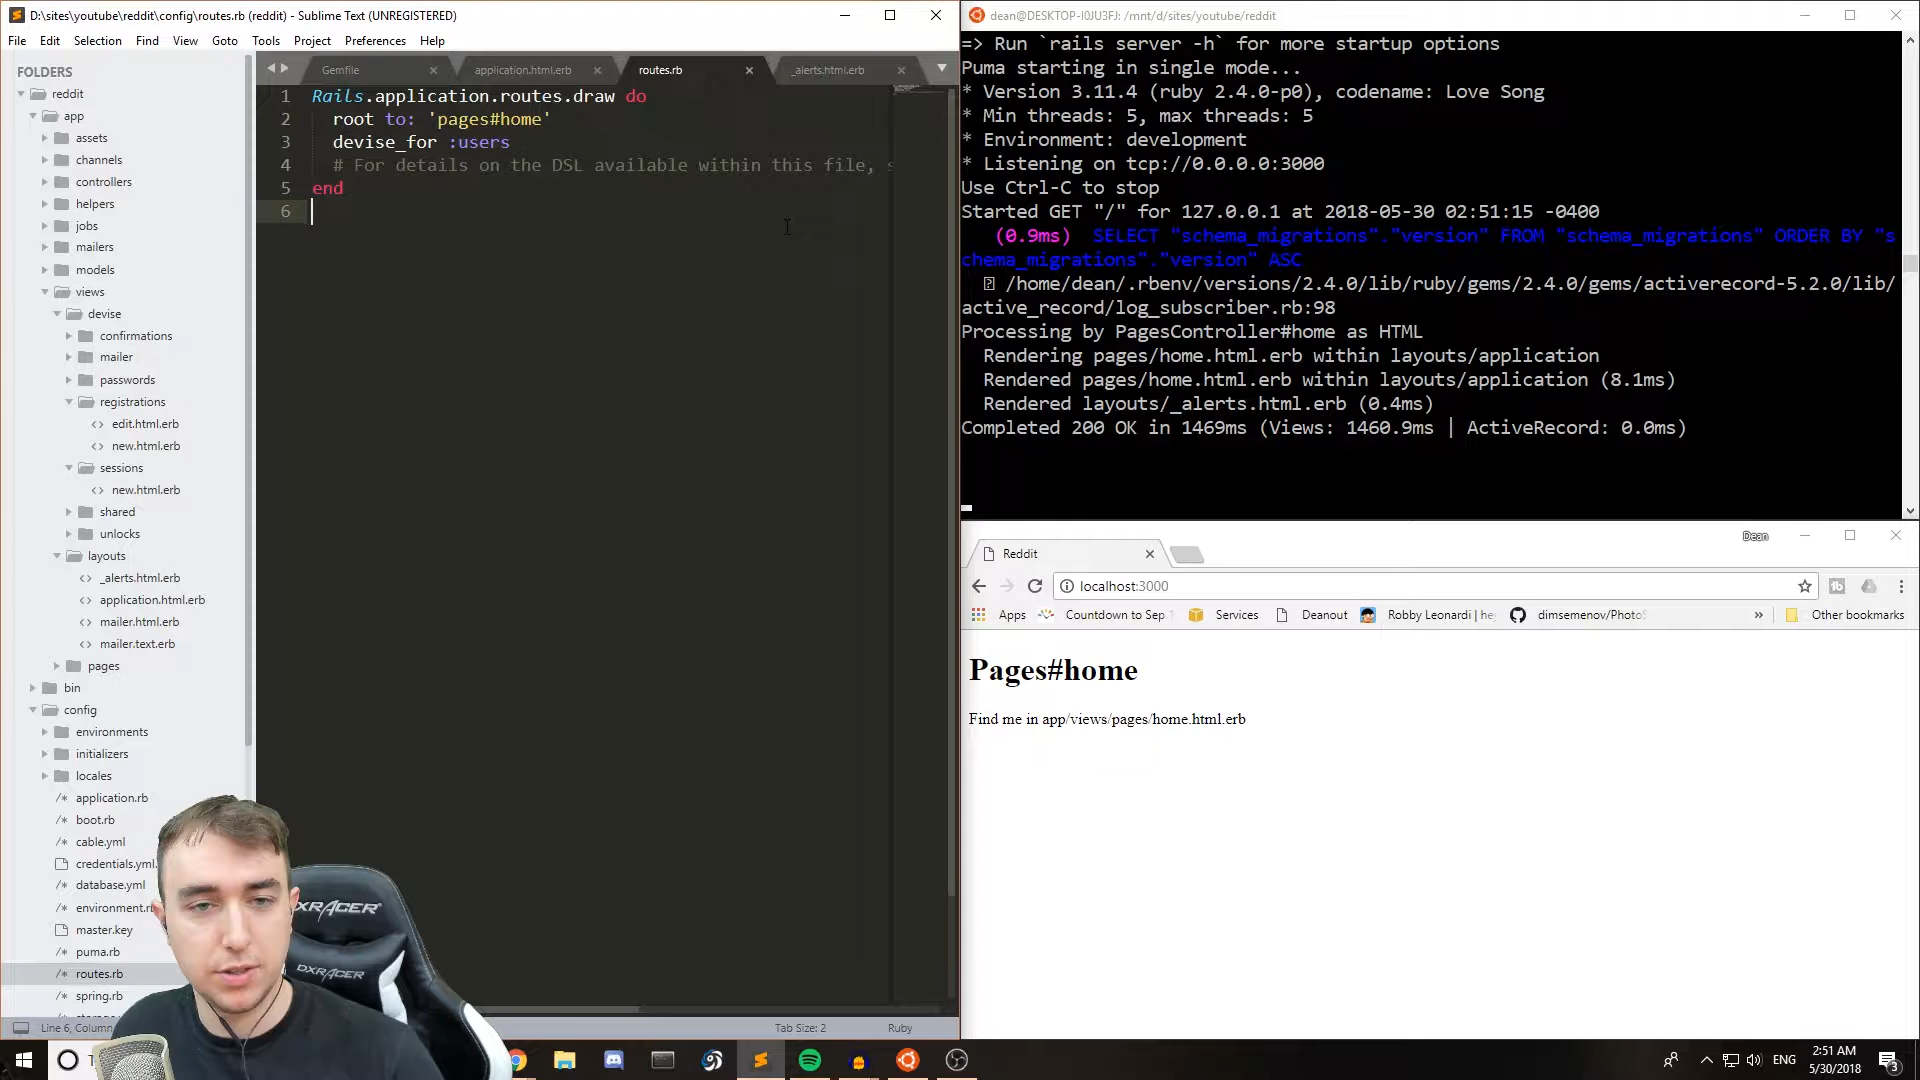 D:\sites\youtube\reddit\config\routes.rb (reddit) - Sublime Text (UNREGISTERED)
File Edit Selection Find View Goto Tools Project Preferences Help
FOLDERS
reddit
app
assets
channels
controllers
helpers
jobs
mailers
models
views
devise
confirmations
mailer
passwords
registrations
edit.html.erb
new.html.erb
sessions
new.html.erb
shared
unlocks
layouts
_alerts.html.erb
application.html.erb
mailer.html.erb
mailer.text.erb
pages
bin
config
environments
initializers
locales
/* application.rb
/* boot.rb
/* cable.yml
credentials.yml.
/* database.yml
/* environment.r
master.key
/* puma.rb
/* routes.rb
/* spring.rb
Gemfile application.html.erb routes.rb _alerts.html.erb
1 Rails.application.routes.draw do
2 root to: 'pages#home'
3 devise_for :users
4 # For details on the DSL available within this file, s
5 end
6
Line 6, Column
Tab Size: 2 Ruby
dean@DESKTOP-I0JU3FJ: /mnt/d/sites/youtube/reddit
=> Run `rails server -h` for more startup options
Puma starting in single mode...
* Version 3.11.4 (ruby 2.4.0-p0), codename: Love Song
* Min threads: 5, max threads: 5
* Environment: development
* Listening on tcp://0.0.0.0:3000
Use Ctrl-C to stop
Started GET "/" for 127.0.0.1 at 2018-05-30 02:51:15 -0400
(0.9ms) SELECT "schema_migrations"."version" FROM "schema_migrations" ORDER BY "s
chema_migrations"."version" ASC
/home/dean/.rbenv/versions/2.4.0/lib/ruby/gems/2.4.0/gems/activerecord-5.2.0/lib/
active_record/log_subscriber.rb:98
Processing by PagesController#home as HTML
Rendering pages/home.html.erb within layouts/application
Rendered pages/home.html.erb within layouts/application (8.1ms)
Rendered layouts/_alerts.html.erb (0.4ms)
Completed 200 OK in 1469ms (Views: 1460.9ms | ActiveRecord: 0.0ms)
Dean
Reddit
localhost:3000
Apps Countdown to Sep Services Deanout Robby Leonardi | he dimsemenov/Photo » Other bookmarks
Pages#home
Find me in app/views/pages/home.html.erb
DXRACER
DXRACER
ENG 2:51 AM
5/30/2018
3